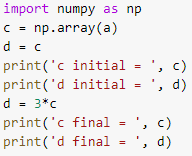 import numpy as np
c = np.array(a)
d = c
print('c initial = ', c)
print('d initial = ', d)
d = 3*c
print('c final = ', c)
print('d final = ', d)